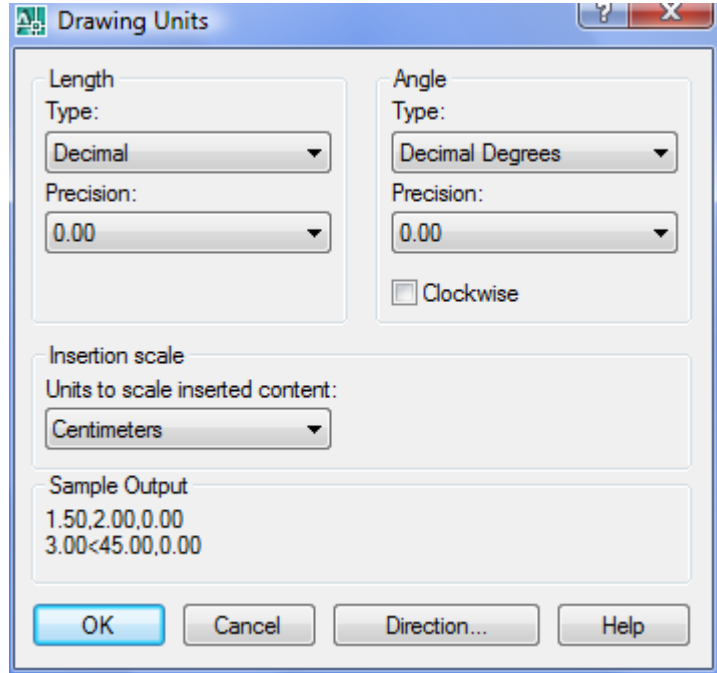 Drawing Units
Length
Type:
Decimal
Precision:
0.00
Angle
Type:
Decimal Degrees
Precision:
0.00
Clockwise
Insertion scale
Units to scale inserted content:
Centimeters
Sample Output
1.50,2.00,0.00
3.00<45.00,0.00
OK Cancel Direction... Help